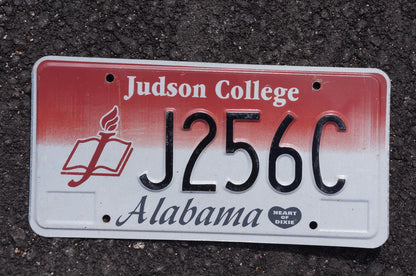 Judson College
J256C
Alabama
HEART
OF
DIXIE